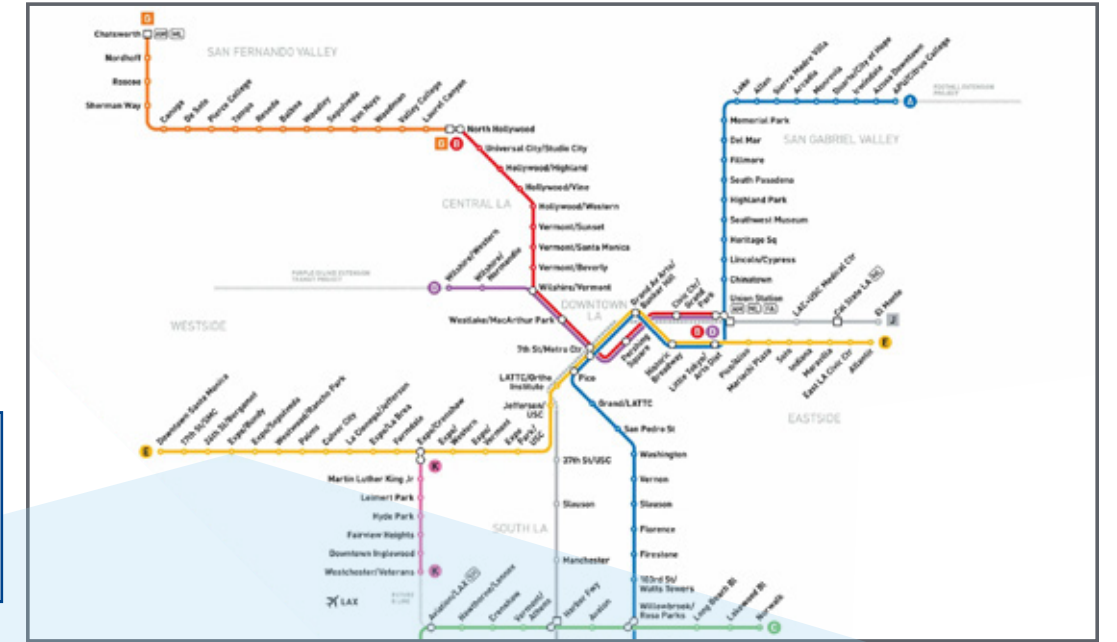 G
Chatsworth
Nordhoff
Roscoe
Sherman Way
SAN FERNANDO VALLEY
Canoga
De Soto
Pierce College
Tampa
Reseda
Balboa
Woodley
Sepulveda
Van Nuys
Woodman
Valley College
Laurel Canyon
North Hollywood
G B
Universal City/Studio City
Hollywood/Highland
Hollywood/Vine
CENTRAL LA
Hollywood/Western
Vermont/Sunset
Vermont/Santa Monica
Vermont/Beverly
Wilshire/Vermont
Wilshire/Western
Wilshire/
Normandie
D
PURPLE (D LINE) EXTENSION
TRANSIT PROJECT
WESTSIDE
Westlake/MacArthur Park
DOWNTOWN
LA
7th St/Metro Ctr
Grand Av Arts/
Bunker Hill
Civic Ctr/
Grand
Park
Pershing
Square
Historic
Broadway
Little Tokyo/
Arts Dist
B D
Lake
Allen
Sierra Madre Villa
Arcadia
Monrovia
Duarte/City of Hope
Irwindale
Azusa Downtown
APU/Citrus College
A
FOOTHILL EXTENSION
PROJECT
Memorial Park
Del Mar
SAN GABRIEL VALLEY
Fillmore
South Pasadena
Highland Park
Southwest Museum
Heritage Sq
Lincoln/Cypress
Chinatown
Union Station
LAC+USC Medical Ctr
Cal State LA
El Monte
J
Pico/Aliso
Mariachi Plaza
Soto
Indiana
Maravilla
East LA Civic Ctr
Atlantic
E
EASTSIDE
Pico
LATTC/Ortho
Institute
Jefferson/
USC
Grand/LATTC
San Pedro St
Washington
Vernon
Slauson
Florence
Firestone
103rd St/
Watts Towers
Willowbrook/
Rosa Parks
E
Downtown Santa Monica
17th St/SMC
26th St/Bergamot
Expo/Bundy
Expo/Sepulveda
Westwood/Rancho Park
Palms
Culver City
La Cienega/Jefferson
Expo/La Brea
Farmdale
Expo/Crenshaw
Expo/
Western
Expo/
Vermont
Expo
Park/
USC
K
Martin Luther King Jr
Leimert Park
Hyde Park
Fairview Heights
Downtown Inglewood
Westchester/Veterans
K
LAX
37th St/USC
Slauson
SOUTH LA
Manchester
Aviation/LAX
Hawthorne/Lennox
Crenshaw
Vermont/
Athens
Harbor Fwy
Avalon
Long Beach Bl
Lakewood Bl
Norwalk
C